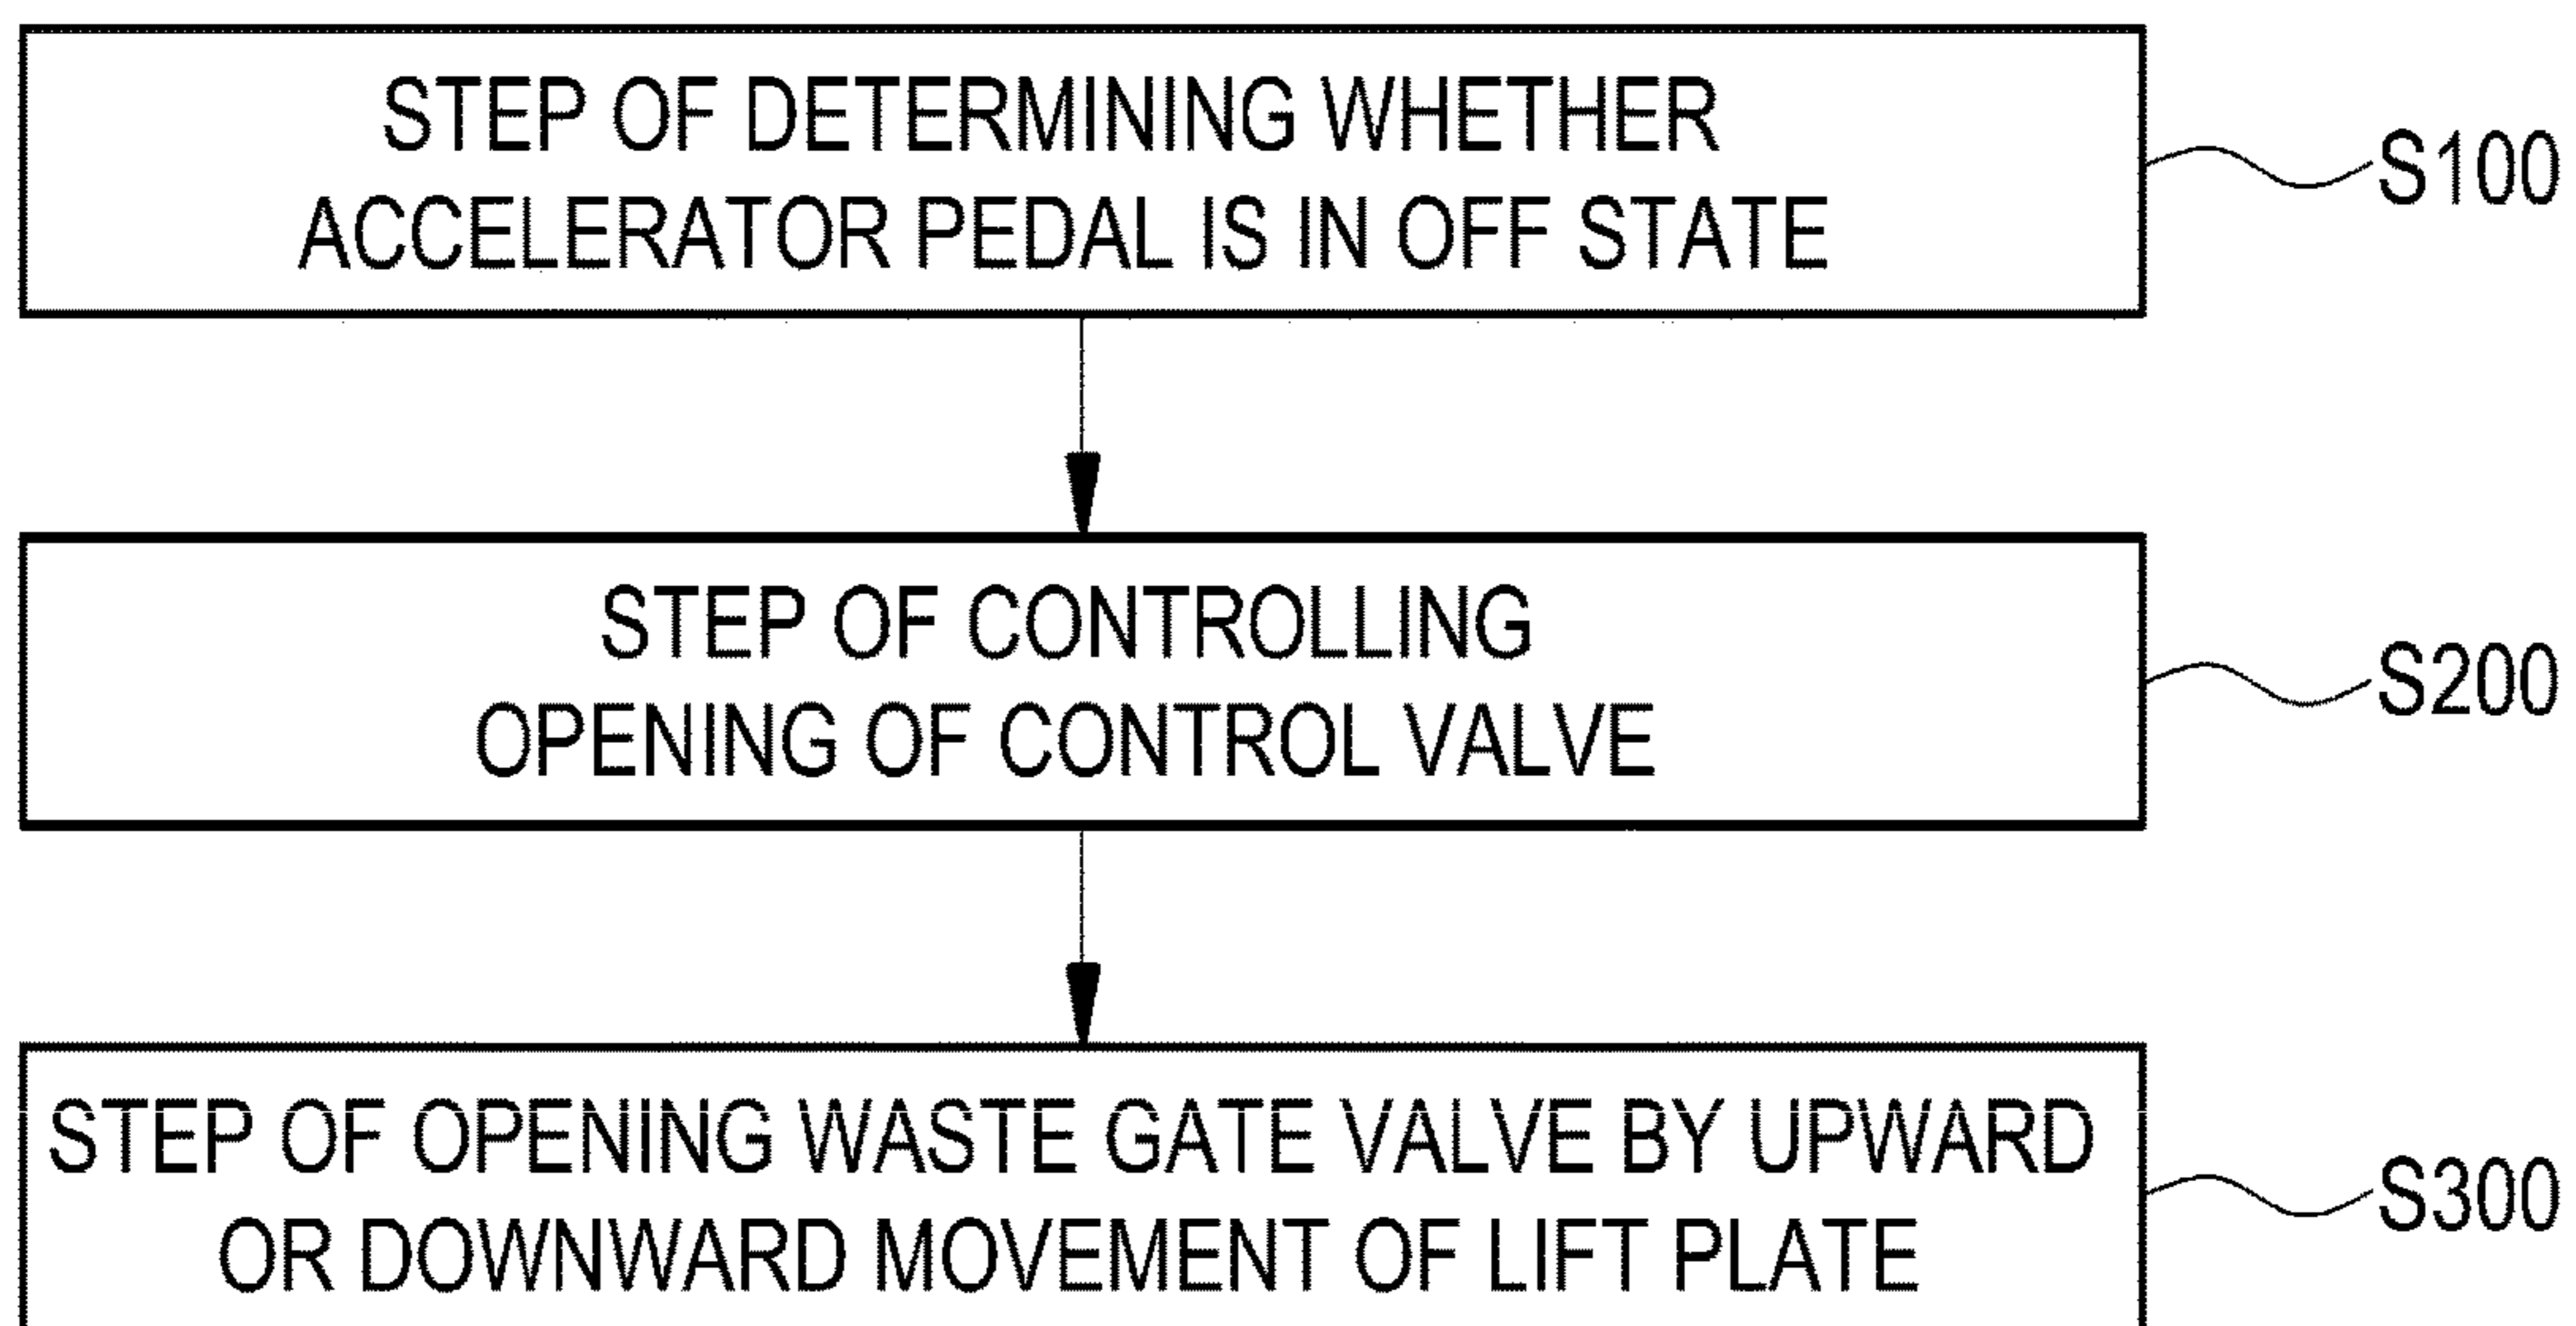 STEP OF DETERMINING WHETHER
ACCELERATOR PEDAL IS IN OFF STATE
S100
STEP OF CONTROLLING
OPENING OF CONTROL VALVE
S200
STEP OF OPENING WASTE GATE VALVE BY UPWARD
OR DOWNWARD MOVEMENT OF LIFT PLATE
S300